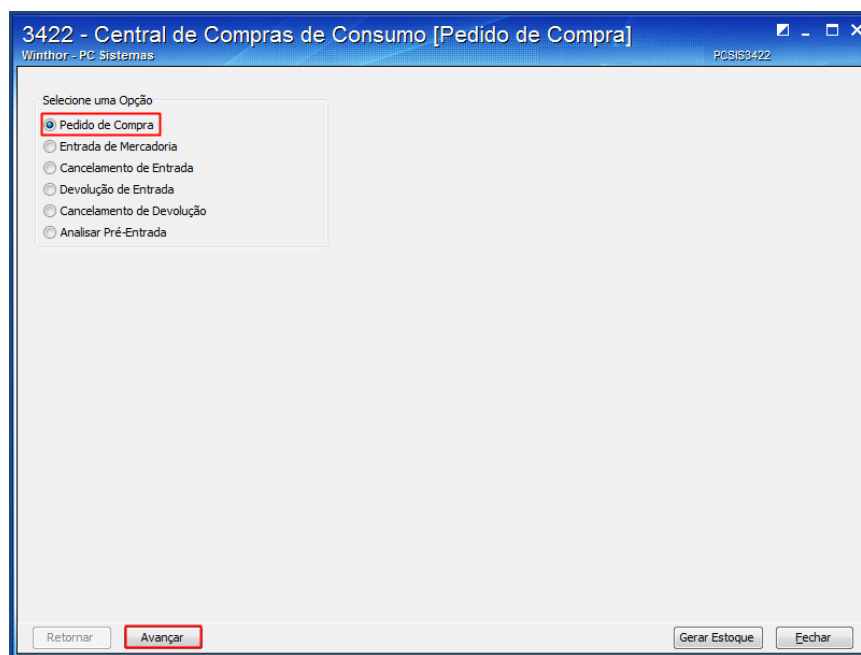 3422 - Central de Compras de Consumo [Pedido de Compra]
Winthor - PC Sistemas
PCSIS3422
Selecione uma Opção
Pedido de Compra
Entrada de Mercadoria
Cancelamento de Entrada
Devolução de Entrada
Cancelamento de Devolução
Analisar Pré-Entrada
Retornar Avançar Gerar Estoque Fechar